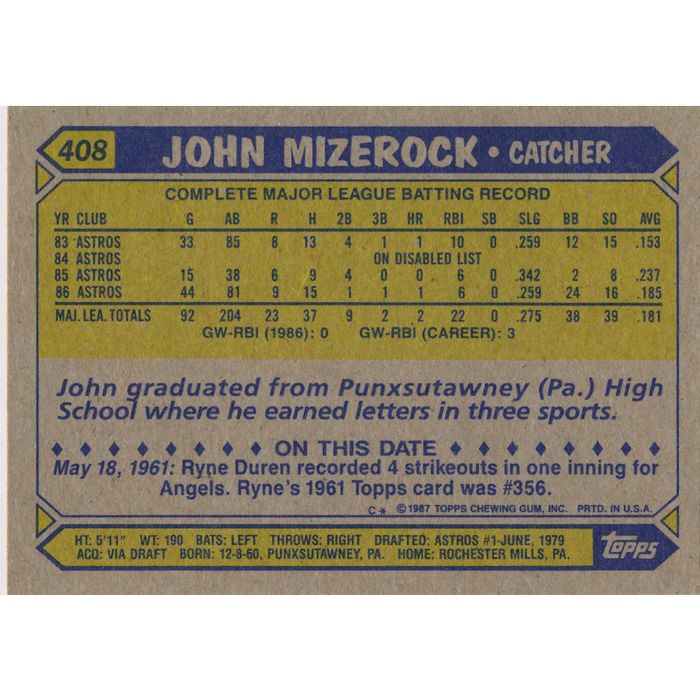 408 JOHN MIZEROCK • CATCHER
COMPLETE MAJOR LEAGUE BATTING RECORD
YR CLUB G AB R H 2B 3B HR RBI SB SLG BB SO AVG
83 ASTROS 33 85 8 13 4 1 1 10 0 .259 12 15 .153
84 ASTROS ON DISABLED LIST
85 ASTROS 15 38 6 9 4 0 0 6 0 .342 2 8 .237
86 ASTROS 44 81 9 15 1 1 1 6 0 .259 24 16 .185
MAJ. LEA. TOTALS 92 204 23 37 9 2 2 22 0 .275 38 39 .181
GW-RBI (1986): 0 GW-RBI (CAREER): 3
John graduated from Punxsutawney (Pa.) High
School where he earned letters in three sports.
ON THIS DATE
May 18, 1961: Ryne Duren recorded 4 strikeouts in one inning for
Angels. Ryne's 1961 Topps card was #356.
C* ©1987 TOPPS CHEWING GUM, INC. PRTD. IN U.S.A.
HT: 5'11" WT: 190 BATS: LEFT THROWS: RIGHT DRAFTED: ASTROS #1-JUNE, 1979
ACQ: VIA DRAFT BORN: 12-8-60, PUNXSUTAWNEY, PA. HOME: ROCHESTER MILLS, PA.
topps